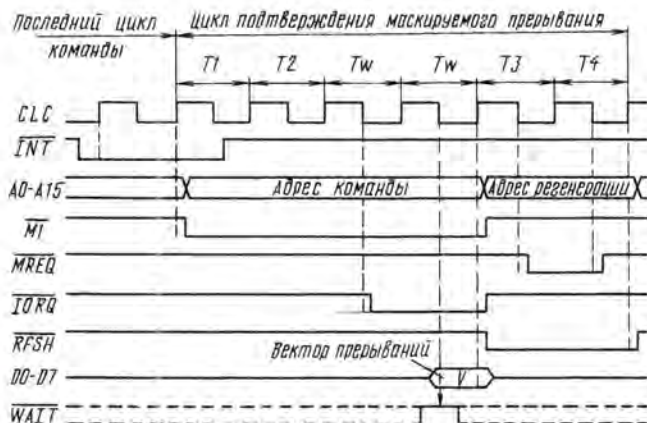 Последний цикл команды
Цикл подтверждения маскируемого прерывания
T1 T2 Tw Tw T3 T4
CLC
INT
A0-A15 Адрес команды Адрес регенерации
M1
MREQ
IORQ
RFSH
Вектор прерываний
D0-D7 V
WAIT